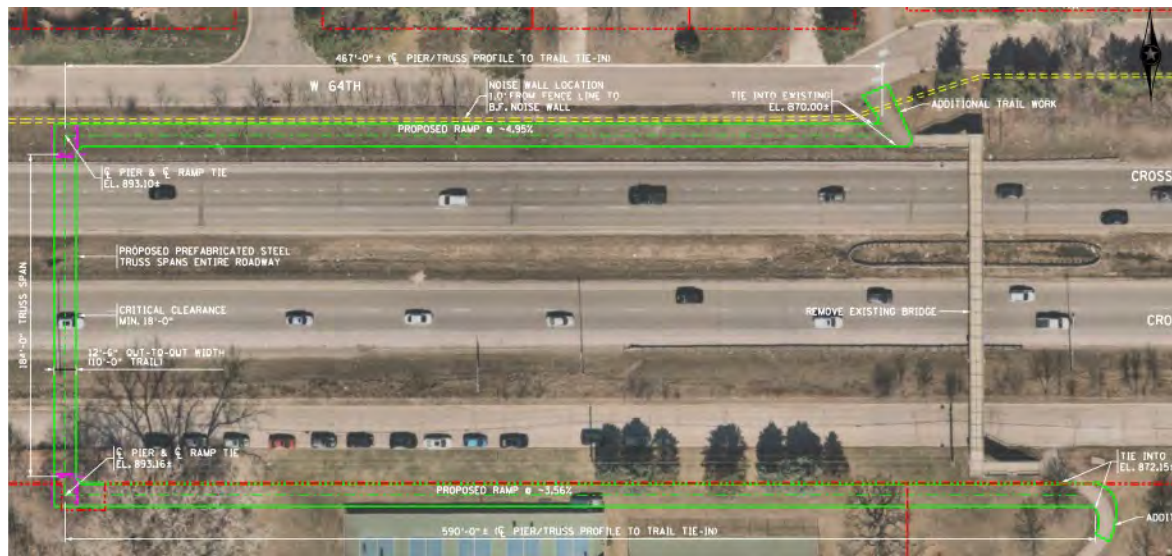 467'-0"± (℄ PIER/TRUSS PROFILE TO TRAIL TIE-IN)
W 64TH
NOISE WALL LOCATION
1.0' FROM FENCE LINE TO
B.F. NOISE WALL
TIE INTO EXISTING
EL. 870.00±
ADDITIONAL TRAIL WORK
PROPOSED RAMP @ ~4.95%
℄ PIER & ℄ RAMP TIE
EL. 893.10±
CROSS
PROPOSED PREFABRICATED STEEL
TRUSS SPANS ENTIRE ROADWAY
184'-0" TRUSS SPAN
CRITICAL CLEARANCE
MIN. 18'-0"
REMOVE EXISTING BRIDGE
CRO
12'-6" OUT-TO-OUT WIDTH
(10'-0" TRAIL)
℄ PIER & ℄ RAMP TIE
EL. 893.16±
TIE INTO
EL. 872.15±
PROPOSED RAMP @ ~3.56%
ADDI
590'-0"± (℄ PIER/TRUSS PROFILE TO TRAIL TIE-IN)